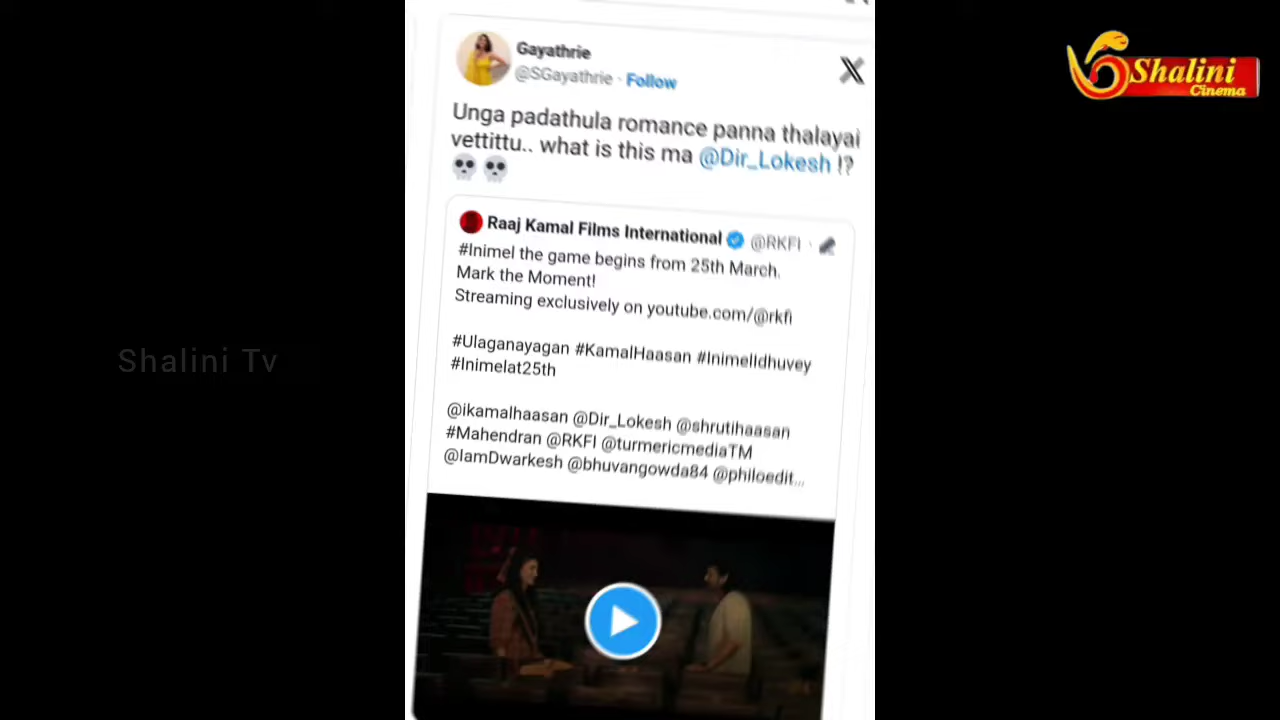 Gayathrie
@SGayathrie · Follow
Unga padathula romance panna thalayai
vettittu.. what is this ma @Dir_Lokesh !?
💀💀
Raaj Kamal Films International @RKFI ·
#Inimel the game begins from 25th March.
Mark the Moment!
Streaming exclusively on youtube.com/@rkfi
#Ulaganayagan #KamalHaasan #InimelIdhuvey
#Inimelat25th
@ikamalhaasan @Dir_Lokesh @shrutihaasan
#Mahendran @RKFI @turmericmediaTM
@IamDwarkesh @bhuvangowda84 @philoedit...
Shalini
Cinema
Shalini Tv